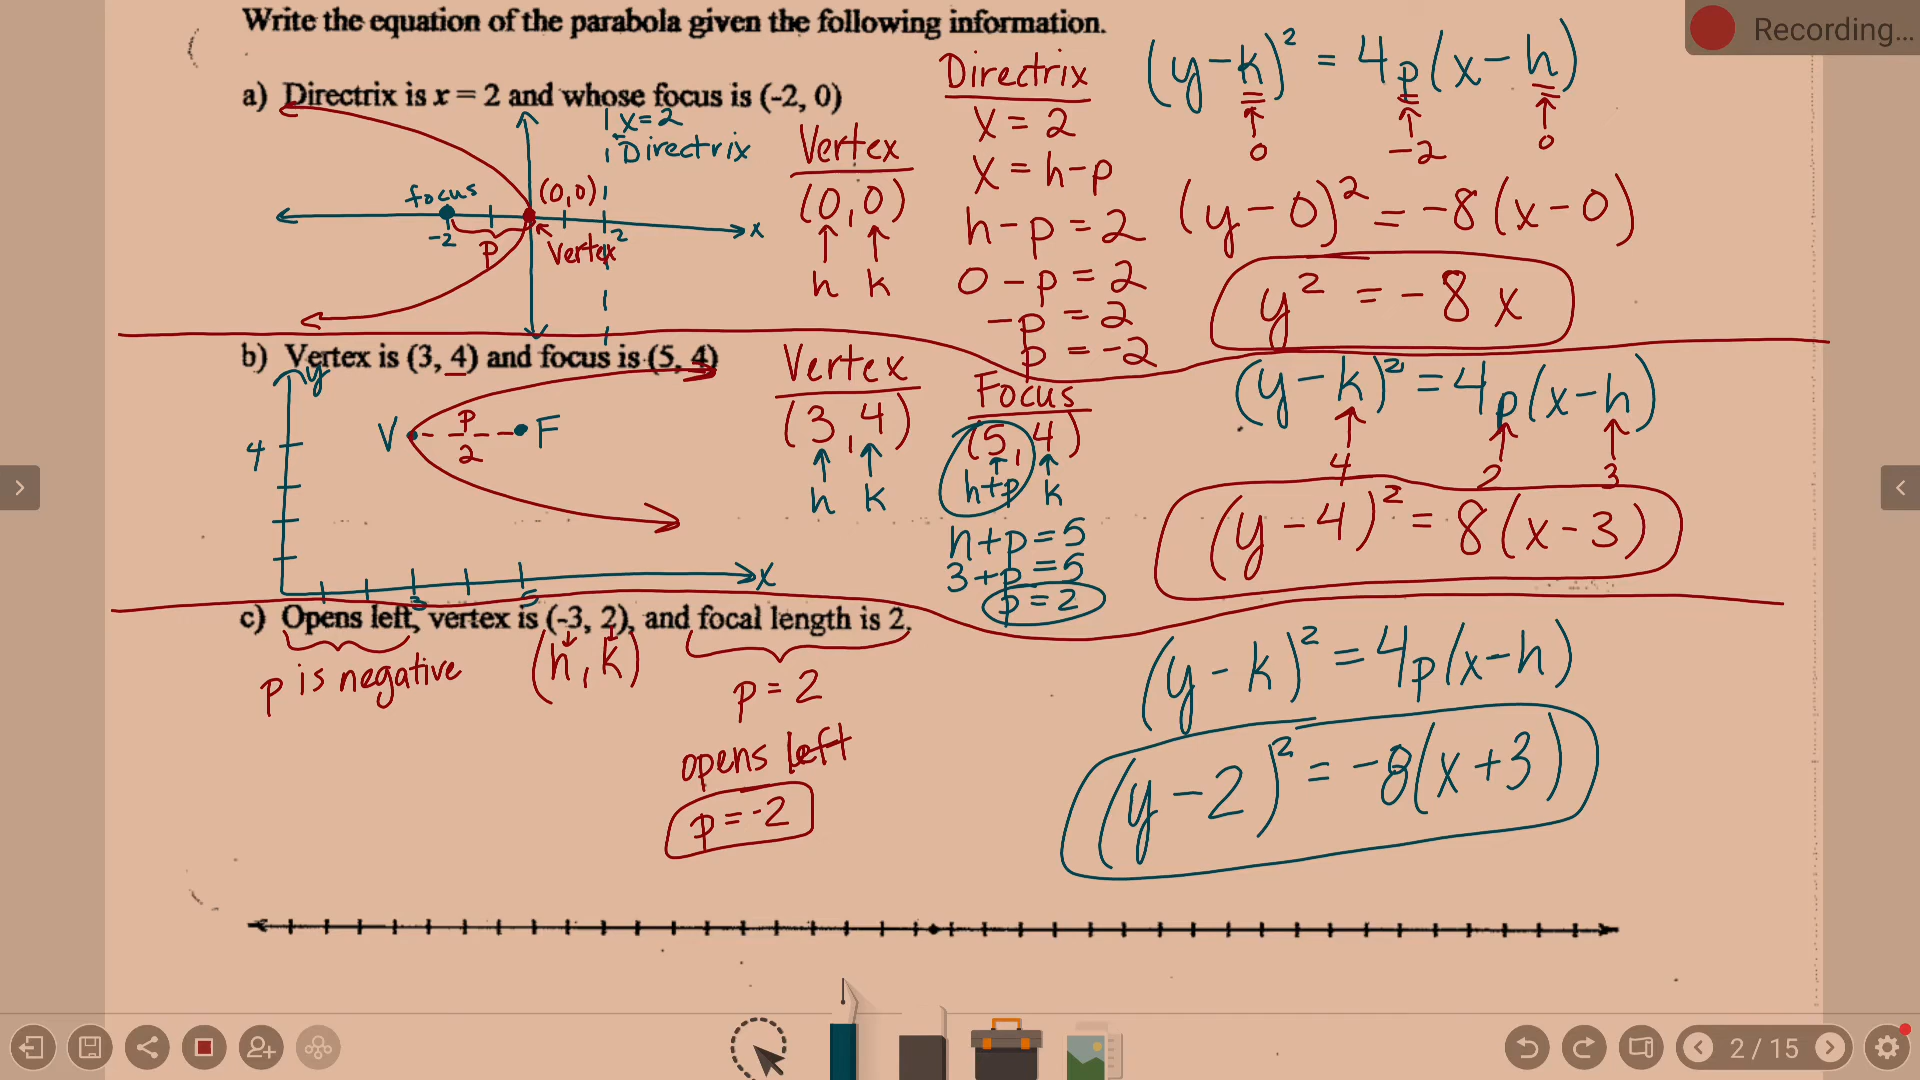 Write the equation of the parabola given the following information.
Recording...
a) Directrix is x = 2 and whose focus is (-2, 0)
x=2
Directrix
focus
(0,0)
-2
p
Vertex
2
x
Vertex
(0,0)
h k
Directrix
x = 2
x = h-p
h-p = 2
0-p = 2
-p = 2
p = -2
(y-k)² = 4p(x-h)
0 -2 0
(y-0)² = -8(x-0)
y² = -8x
b) Vertex is (3, 4) and focus is (5, 4)
y
4
V
p
2
F
3 5
x
Vertex
(3,4)
h k
Focus
(5,4)
h+p k
h+p=5
3+p=5
p=2
(y-k)² = 4p(x-h)
4 2 3
(y-4)² = 8(x-3)
c) Opens left, vertex is (-3, 2), and focal length is 2.
p is negative
(h,k)
p = 2
opens left
p = -2
(y-k)² = 4p(x-h)
(y-2)² = -8(x+3)
2 / 15